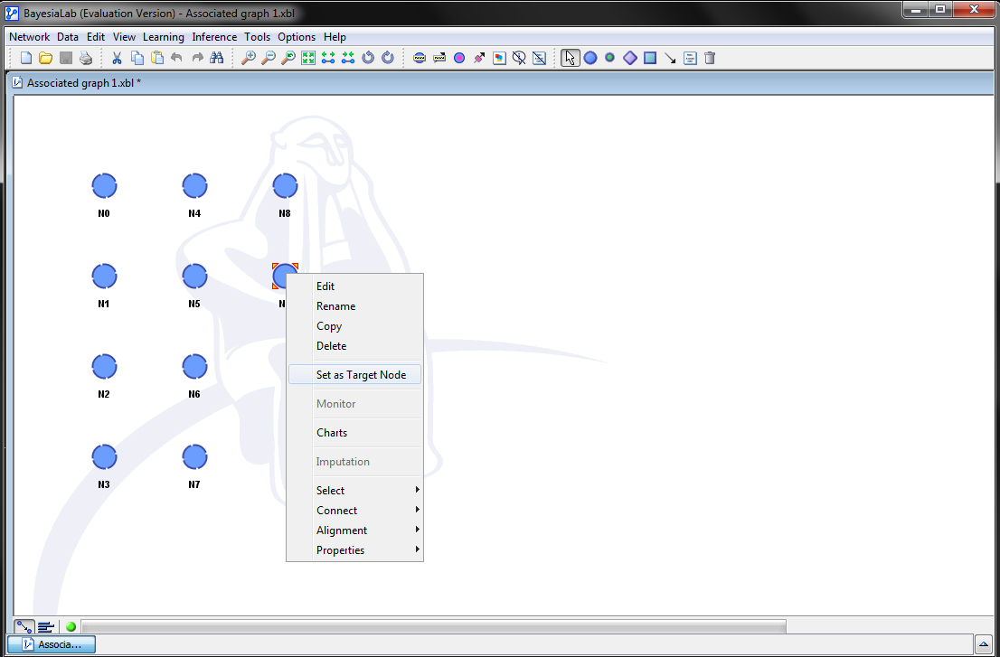 BayesiaLab (Evaluation Version) - Associated graph 1.xbl
Network Data Edit View Learning Inference Tools Options Help
Associated graph 1.xbl *
N0 N4 N8
N1 N5 N
N2 N6
N3 N7
Edit
Rename
Copy
Delete
Set as Target Node
Monitor
Charts
Imputation
Select
Connect
Alignment
Properties
Associa...